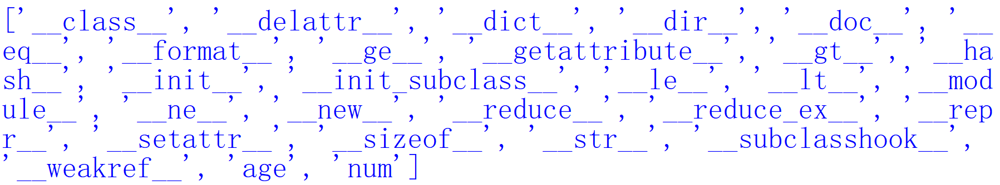 ['__class__', '__delattr__', '__dict__', '__dir__', '__doc__', '__
eq__', '__format__', '__ge__', '__getattribute__', '__gt__', '__ha
sh__', '__init__', '__init_subclass__', '__le__', '__lt__', '__mod
ule__', '__ne__', '__new__', '__reduce__', '__reduce_ex__', '__rep
r__', '__setattr__', '__sizeof__', '__str__', '__subclasshook__',
'__weakref__', 'age', 'num']